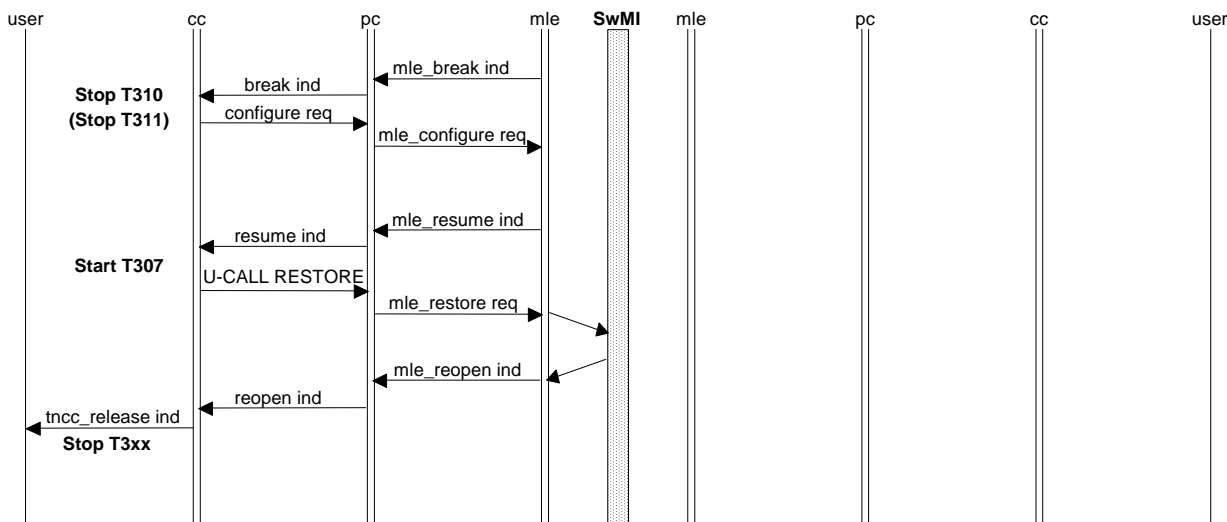 user cc pc mle SwMI mle pc cc user
mle_break ind
break ind
Stop T310
(Stop T311)
configure req
mle_configure req
mle_resume ind
resume ind
Start T307
U-CALL RESTORE
mle_restore req
mle_reopen ind
reopen ind
tncc_release ind
Stop T3xx